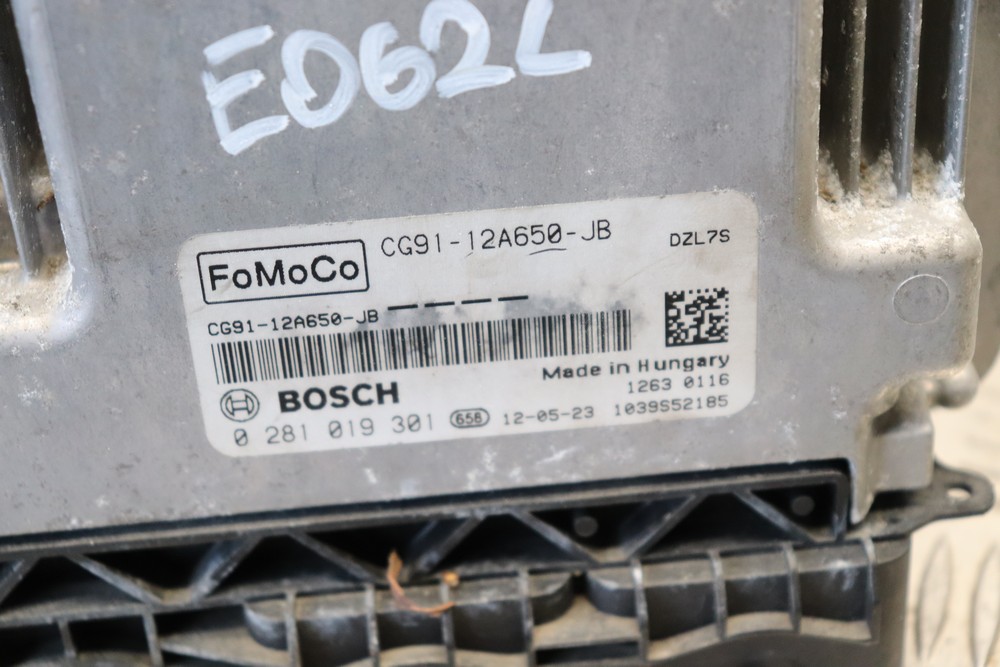 E062L
FoMoCo CG91-12A650-JB DZL7S
CG91-12A650-JB
Made in Hungary
BOSCH 1263 0116
0 281 019 301 656 12-05-23 1039S52185